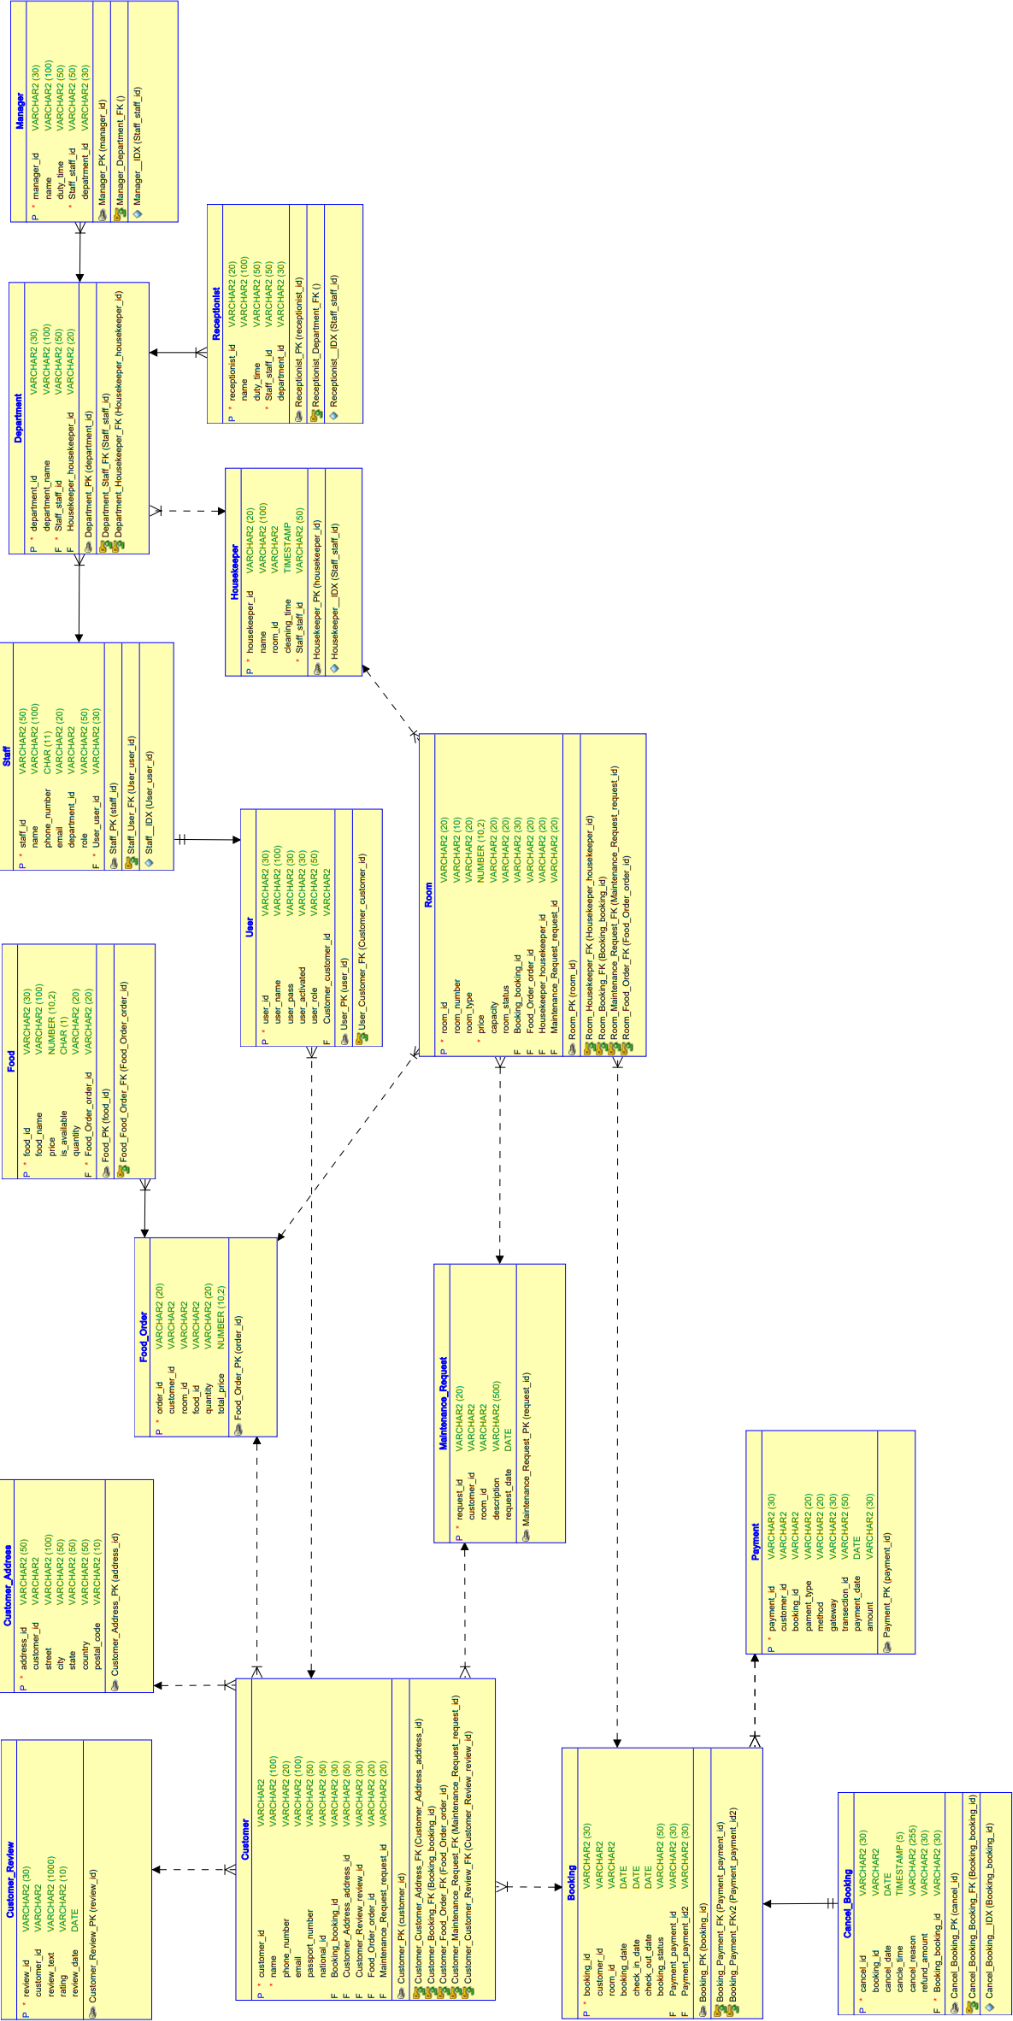 Manager
P * manager_id VARCHAR2 (30)
name VARCHAR2 (100)
duty_time VARCHAR2 (50)
* Staff_staff_id VARCHAR2 (50)
depatrment_id VARCHAR2 (30)
Manager_PK (manager_id)
Manager_Department_FK ()
Manager__IDX (Staff_staff_id)
Department
P * department_id VARCHAR2 (30)
department_name VARCHAR2 (100)
F * Staff_staff_id VARCHAR2 (50)
F Housekeeper_housekeeper_id VARCHAR2 (20)
Department_PK (department_id)
Department_Staff_FK (Staff_staff_id)
Department_Housekeeper_FK (Housekeeper_housekeeper_id)
Receptionist
P * receptionist_id VARCHAR2 (20)
name VARCHAR2 (100)
duty_time VARCHAR2 (50)
* Staff_staff_id VARCHAR2 (50)
department_id VARCHAR2 (30)
Receptionist_PK (receptionist_id)
Receptionist_Department_FK ()
Receptionist__IDX (Staff_staff_id)
Housekeeper
P * housekeeper_id VARCHAR2 (20)
name VARCHAR2 (100)
room_id VARCHAR2
cleaning_time TIMESTAMP
* Staff_staff_id VARCHAR2 (50)
Housekeeper_PK (housekeeper_id)
Housekeeper__IDX (Staff_staff_id)
Staff
P * staff_id VARCHAR2 (50)
name VARCHAR2 (100)
phone_number CHAR (11)
email VARCHAR2 (20)
department_id VARCHAR2
role VARCHAR2 (50)
F * User_user_id VARCHAR2 (30)
Staff_PK (staff_id)
Staff_User_FK (User_user_id)
Staff__IDX (User_user_id)
User
P * user_id VARCHAR2 (30)
user_name VARCHAR2 (100)
user_pass VARCHAR2 (30)
user_activated VARCHAR2 (30)
user_role VARCHAR2 (50)
F Customer_customer_id VARCHAR2
User_PK (user_id)
User_Customer_FK (Customer_customer_id)
Room
P * room_id VARCHAR2 (20)
room_number VARCHAR2 (10)
room_type VARCHAR2 (20)
* price NUMBER (10,2)
capacity VARCHAR2 (20)
room_status VARCHAR2 (20)
F Booking_booking_id VARCHAR2 (30)
F Food_Order_order_id VARCHAR2 (20)
F Housekeeper_housekeeper_id VARCHAR2 (20)
F Maintenance_Request_request_id VARCHAR2 (20)
Room_PK (room_id)
Room_Housekeeper_FK (Housekeeper_housekeeper_id)
Room_Booking_FK (Booking_booking_id)
Room_Maintenance_Request_FK (Maintenance_Request_request_id)
Room_Food_Order_FK (Food_Order_order_id)
Food
P * food_id VARCHAR2 (30)
food_name VARCHAR2 (100)
price NUMBER (10,2)
is_available CHAR (1)
quantity VARCHAR2 (20)
F * Food_Order_order_id VARCHAR2 (20)
Food_PK (food_id)
Food_Food_Order_FK (Food_Order_order_id)
Food_Order
P * order_id VARCHAR2 (20)
customer_id VARCHAR2
room_id VARCHAR2
food_id VARCHAR2
quantity VARCHAR2 (20)
total_price NUMBER (10,2)
Food_Order_PK (order_id)
Maintenance_Request
P * request_id VARCHAR2 (20)
customer_id VARCHAR2
room_id VARCHAR2
description VARCHAR2 (500)
request_date DATE
Maintenance_Request_PK (request_id)
Customer_Address
P * address_id VARCHAR2 (50)
customer_id VARCHAR2
street VARCHAR2 (100)
city VARCHAR2 (50)
state VARCHAR2 (50)
country VARCHAR2 (50)
postal_code VARCHAR2 (10)
Customer_Address_PK (address_id)
Payment
P * payment_id VARCHAR2 (30)
customer_id VARCHAR2
booking_id VARCHAR2
pament_type VARCHAR2 (20)
method VARCHAR2 (20)
gateway VARCHAR2 (30)
transection_id VARCHAR2 (50)
payment_date DATE
amount VARCHAR2 (30)
Payment_PK (payment_id)
Customer_Review
P * review_id VARCHAR2 (30)
customer_id VARCHAR2
review_text VARCHAR2 (1000)
rating VARCHAR2 (10)
review_date DATE
Customer_Review_PK (review_id)
Customer
P * customer_id VARCHAR2
* name VARCHAR2 (100)
phone_number VARCHAR2 (20)
email VARCHAR2 (100)
passport_number VARCHAR2 (50)
national_id VARCHAR2 (50)
F Booking_booking_id VARCHAR2 (30)
F Customer_Address_address_id VARCHAR2 (50)
F Customer_Review_review_id VARCHAR2 (30)
F Food_Order_order_id VARCHAR2 (20)
F Maintenance_Request_request_id VARCHAR2 (20)
Customer_PK (customer_id)
Customer_Customer_Address_FK (Customer_Address_address_id)
Customer_Booking_FK (Booking_booking_id)
Customer_Food_Order_FK (Food_Order_order_id)
Customer_Maintenance_Request_FK (Maintenance_Request_request_id)
Customer_Customer_Review_FK (Customer_Review_review_id)
Booking
P * booking_id VARCHAR2 (30)
customer_id VARCHAR2
room_id VARCHAR2
booking_date DATE
check_in_date DATE
check_out_date DATE
booking_status VARCHAR2 (50)
F Payment_payment_id VARCHAR2 (30)
F Payment_payment_id2 VARCHAR2 (30)
Booking_PK (booking_id)
Booking_Payment_FK (Payment_payment_id)
Booking_Payment_FKv2 (Payment_payment_id2)
Cancel_Booking
P * cancel_id VARCHAR2 (30)
booking_id VARCHAR2
cancel_date DATE
cancle_time TIMESTAMP (5)
cancel_reason VARCHAR2 (255)
refund_amount VARCHAR2 (30)
F * Booking_booking_id VARCHAR2 (30)
Cancel_Booking_PK (cancel_id)
Cancel_Booking_Booking_FK (Booking_booking_id)
Cancel_Booking__IDX (Booking_booking_id)